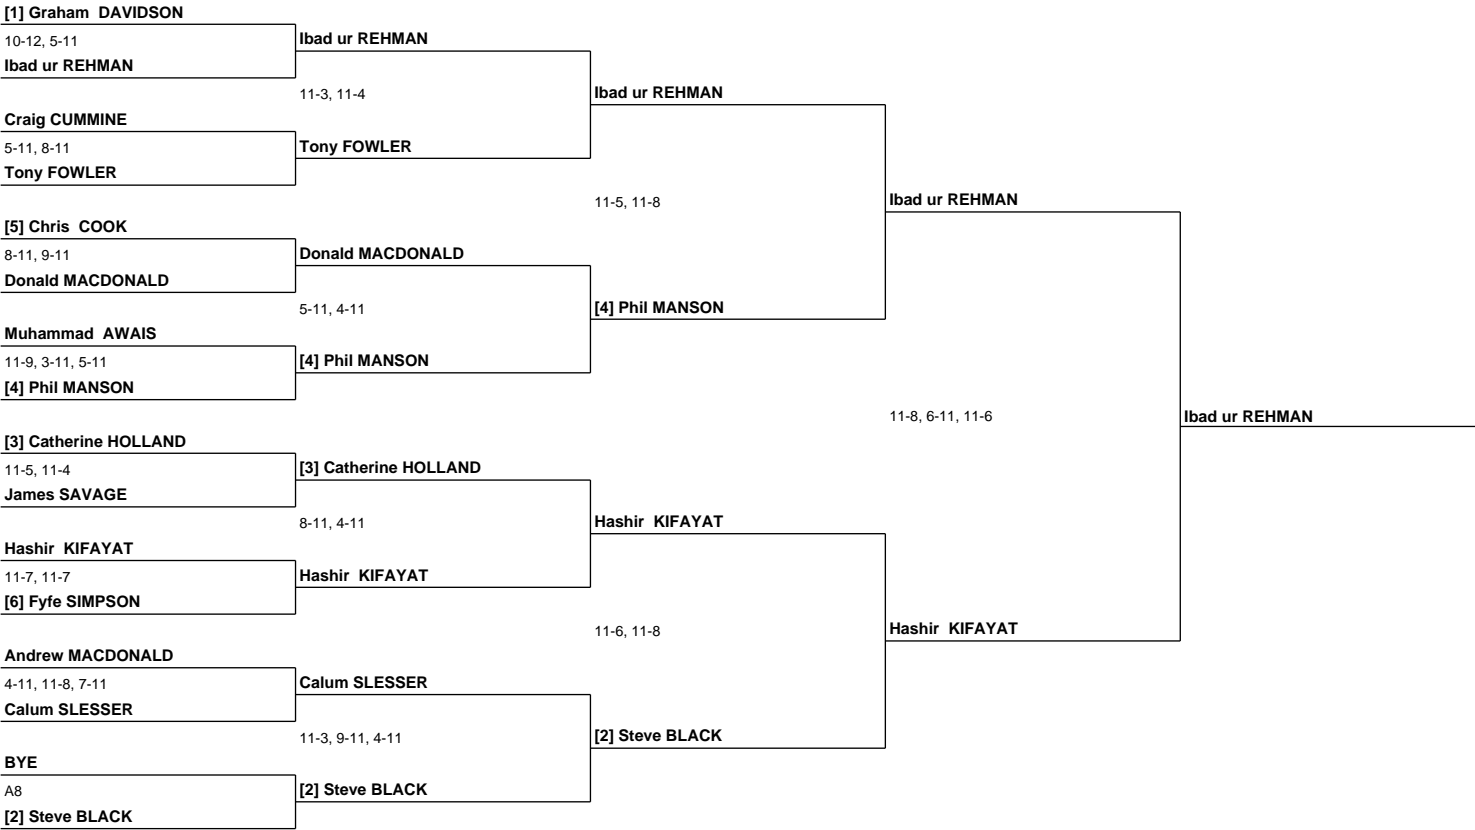 [1] Graham  DAVIDSON
10-12, 5-11
Ibad ur REHMAN
Craig CUMMINE
5-11, 8-11
Tony FOWLER
[5] Chris  COOK
8-11, 9-11
Donald MACDONALD
Muhammad  AWAIS
11-9, 3-11, 5-11
[4] Phil MANSON
[3] Catherine HOLLAND
11-5, 11-4
James SAVAGE
Hashir  KIFAYAT
11-7, 11-7
[6] Fyfe SIMPSON
Andrew MACDONALD
4-11, 11-8, 7-11
Calum SLESSER
BYE
A8
[2] Steve BLACK
Ibad ur REHMAN
11-3, 11-4
Tony FOWLER
Donald MACDONALD
5-11, 4-11
[4] Phil MANSON
[3] Catherine HOLLAND
8-11, 4-11
Hashir  KIFAYAT
Calum SLESSER
11-3, 9-11, 4-11
[2] Steve BLACK
Ibad ur REHMAN
11-5, 11-8
[4] Phil MANSON
Hashir  KIFAYAT
11-6, 11-8
[2] Steve BLACK
Ibad ur REHMAN
11-8, 6-11, 11-6
Hashir  KIFAYAT
Ibad ur REHMAN